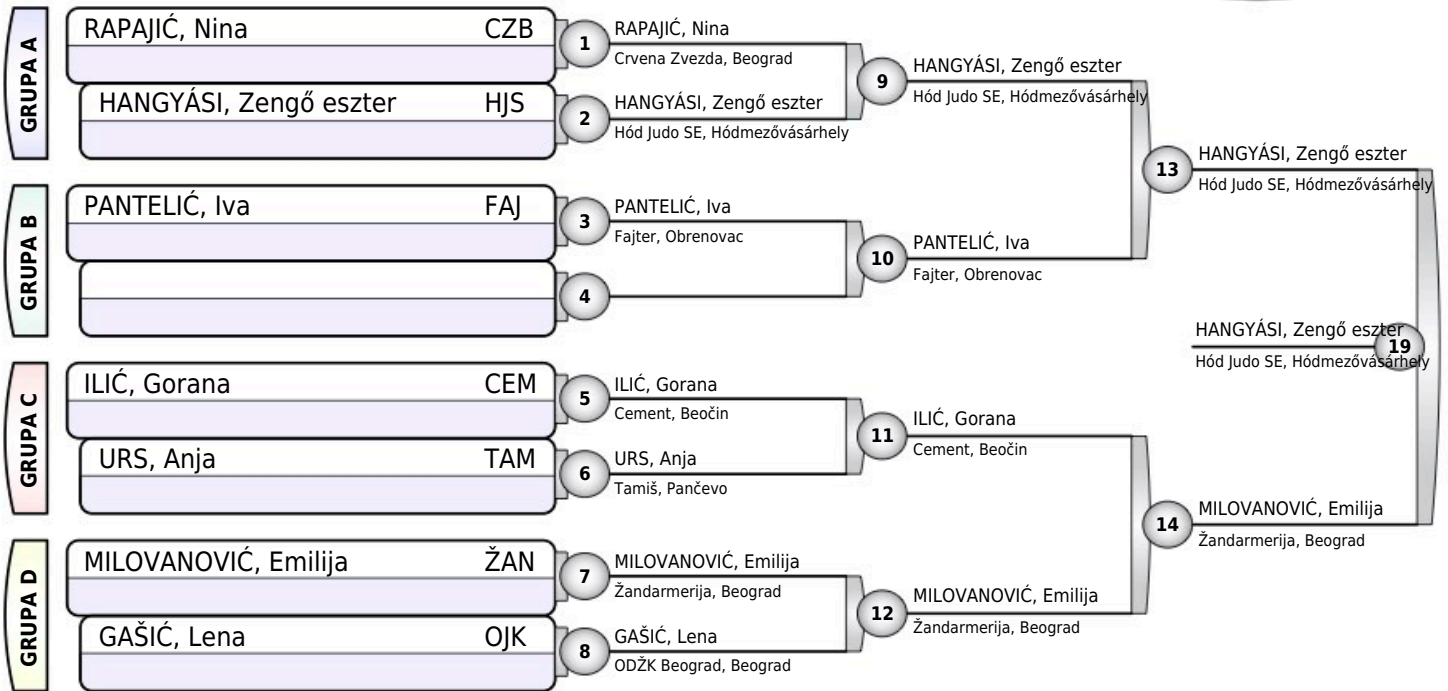 GRUPA A
RAPAJIĆ, Nina CZB
HANGYÁSI, Zengő eszter HJS
1
RAPAJIĆ, Nina
Crvena Zvezda, Beograd
2
HANGYÁSI, Zengő eszter
Hód Judo SE, Hódmezővásárhely
9
HANGYÁSI, Zengő eszter
Hód Judo SE, Hódmezővásárhely
GRUPA B
PANTELIĆ, Iva FAJ
3
PANTELIĆ, Iva
Fajter, Obrenovac
4
10
PANTELIĆ, Iva
Fajter, Obrenovac
13
HANGYÁSI, Zengő eszter
Hód Judo SE, Hódmezővásárhely
HANGYÁSI, Zengő eszter
19
Hód Judo SE, Hódmezővásárhely
GRUPA C
ILIĆ, Gorana CEM
URS, Anja TAM
5
ILIĆ, Gorana
Cement, Beočin
6
URS, Anja
Tamiš, Pančevo
11
ILIĆ, Gorana
Cement, Beočin
GRUPA D
MILOVANOVIĆ, Emilija ŽAN
GAŠIĆ, Lena OJK
7
MILOVANOVIĆ, Emilija
Žandarmerija, Beograd
8
GAŠIĆ, Lena
ODŽK Beograd, Beograd
12
MILOVANOVIĆ, Emilija
Žandarmerija, Beograd
14
MILOVANOVIĆ, Emilija
Žandarmerija, Beograd